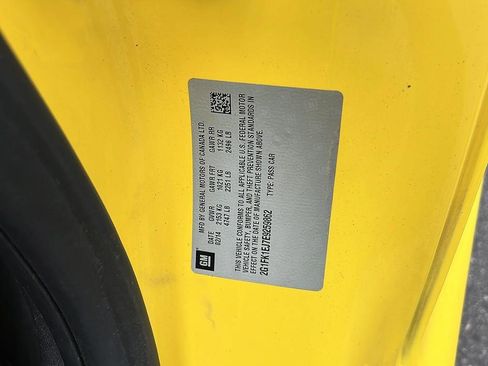 GM
MFD BY GENERAL MOTORS OF CANADA LTD.
DATE GVWR GAWR FRT GAWR RR
02/14 2153 KG 1021 KG 1132 KG
4747 LB 2251 LB 2496 LB
THIS VEHICLE CONFORMS TO ALL APPLICABLE U.S. FEDERAL MOTOR
VEHICLE SAFETY, BUMPER, AND THEFT PREVENTION STANDARDS IN
EFFECT ON THE DATE OF MANUFACTURE SHOWN ABOVE.
2G1FK1EJ7E9259862 TYPE: PASS CAR